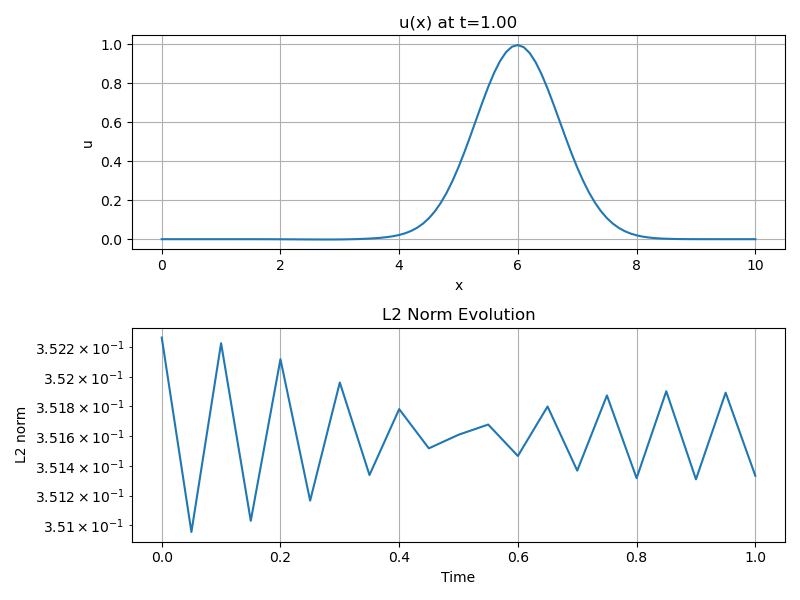 u(x) at t=1.00
1.0
0.8
0.6
0.4
0.2
0.0
u
0 2 4 6 8 10
x
L2 Norm Evolution
3.522 × 10⁻¹
3.52 × 10⁻¹
3.518 × 10⁻¹
3.516 × 10⁻¹
3.514 × 10⁻¹
3.512 × 10⁻¹
3.51 × 10⁻¹
L2 norm
0.0 0.2 0.4 0.6 0.8 1.0
Time